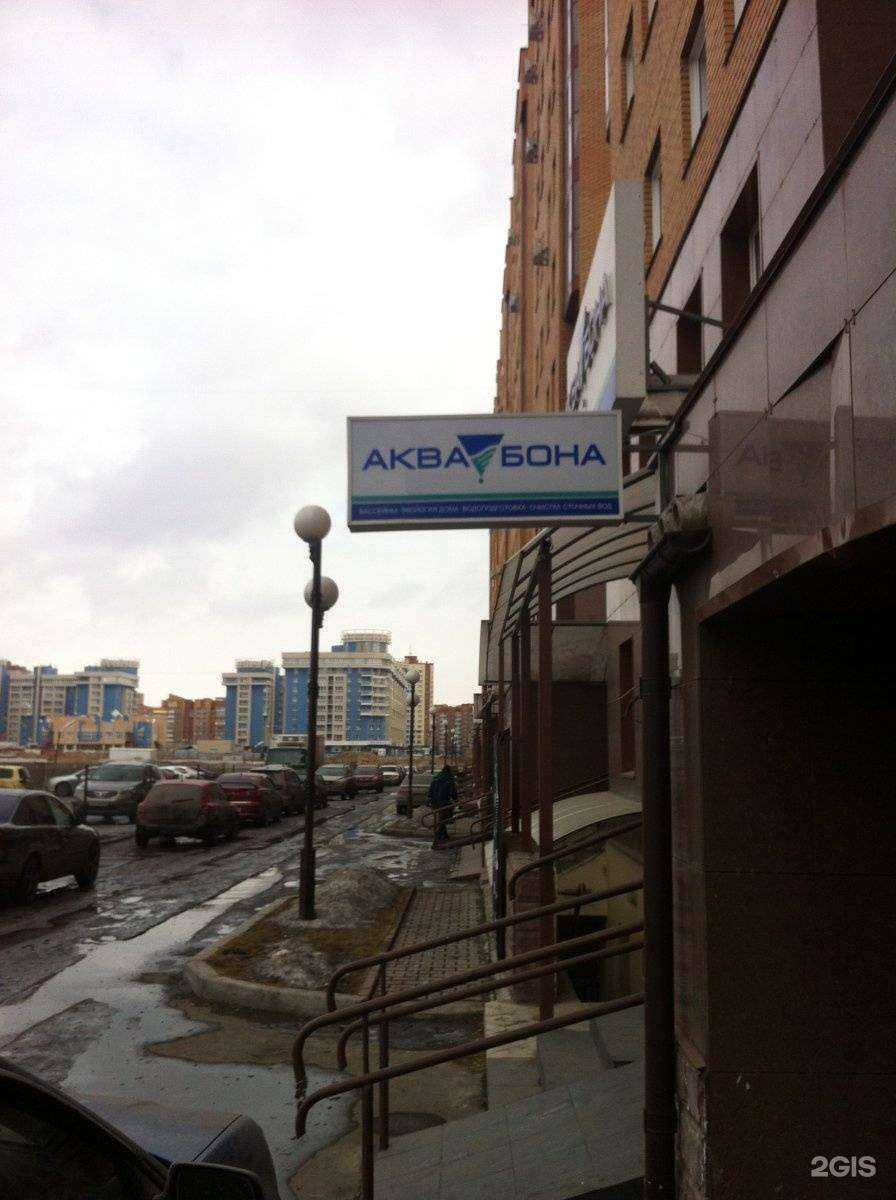 АКВА БОНА
БАССЕЙНЫ · ЭКОЛОГИЯ ДОМА · ВОДОПОДГОТОВКА · ОЧИСТКА СТОЧНЫХ ВОД
2GIS